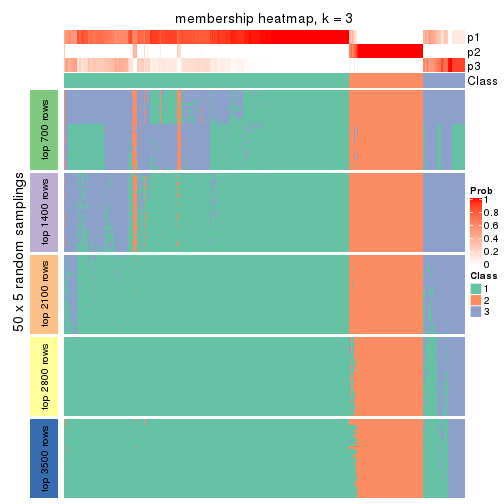 membership heatmap, k = 3
p1
p2
p3
Class
50 x 5 random samplings
top 700 rows
top 1400 rows
top 2100 rows
top 2800 rows
top 3500 rows
Prob
1
0.8
0.6
0.4
0.2
0
Class
1
2
3